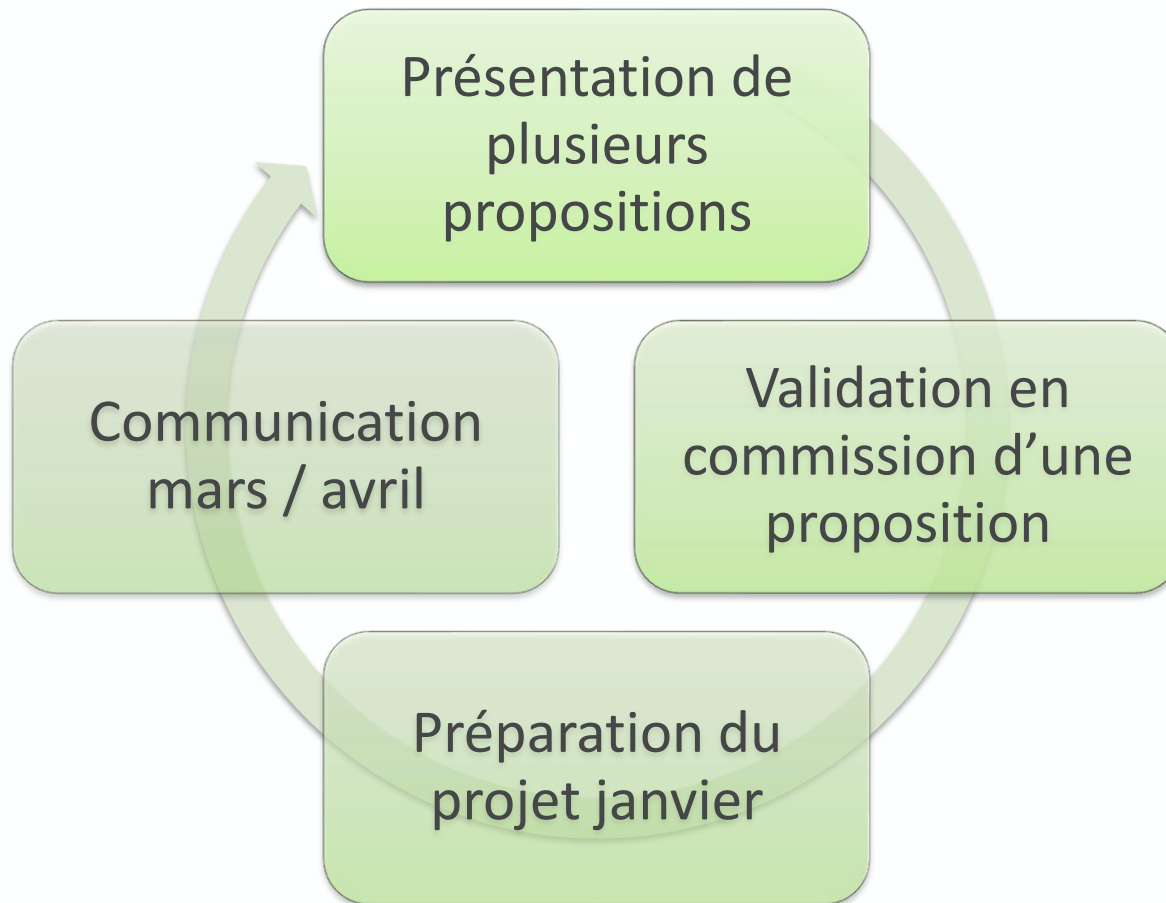 Présentation de
plusieurs
propositions
Validation en
commission d’une
proposition
Préparation du
projet janvier
Communication
mars / avril